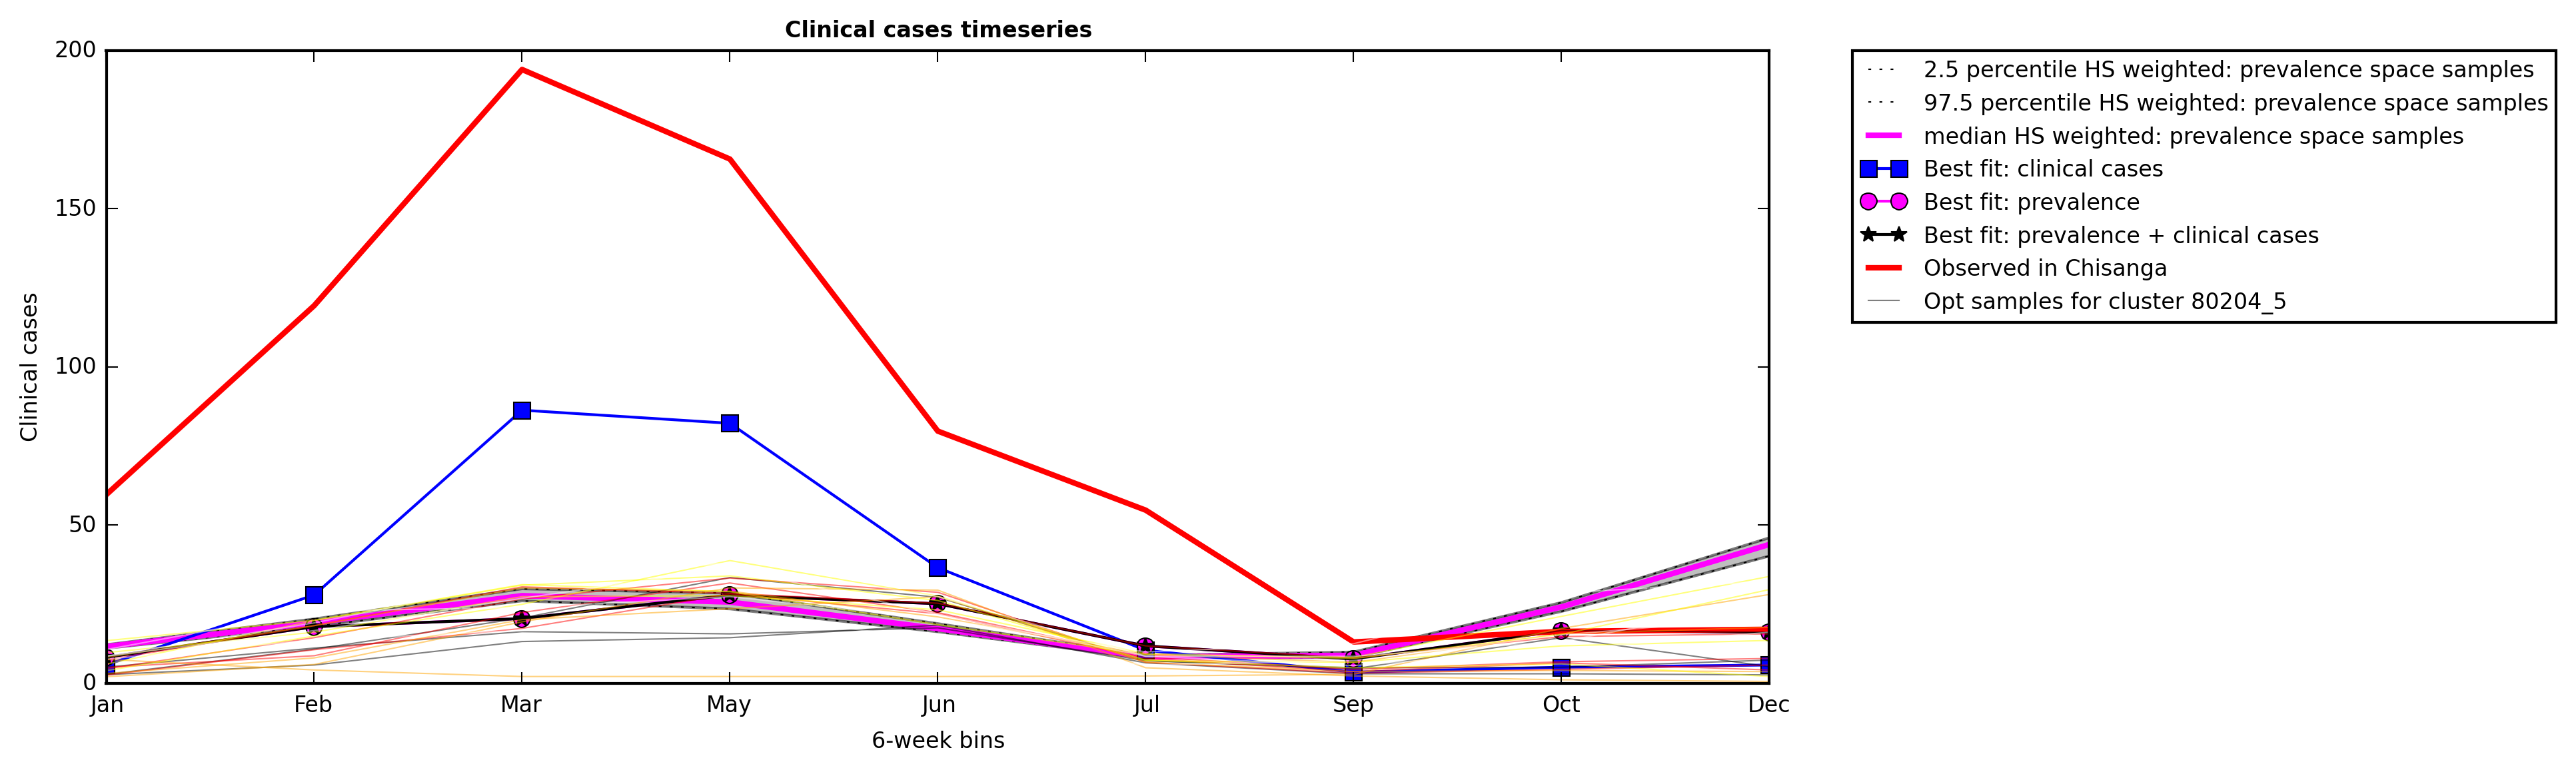 Clinical cases timeseries
200
150
100
50
0
Clinical cases
Jan Feb Mar May Jun Jul Sep Oct Dec
6-week bins
2.5 percentile HS weighted: prevalence space samples
97.5 percentile HS weighted: prevalence space samples
median HS weighted: prevalence space samples
Best fit: clinical cases
Best fit: prevalence
Best fit: prevalence + clinical cases
Observed in Chisanga
Opt samples for cluster 80204_5